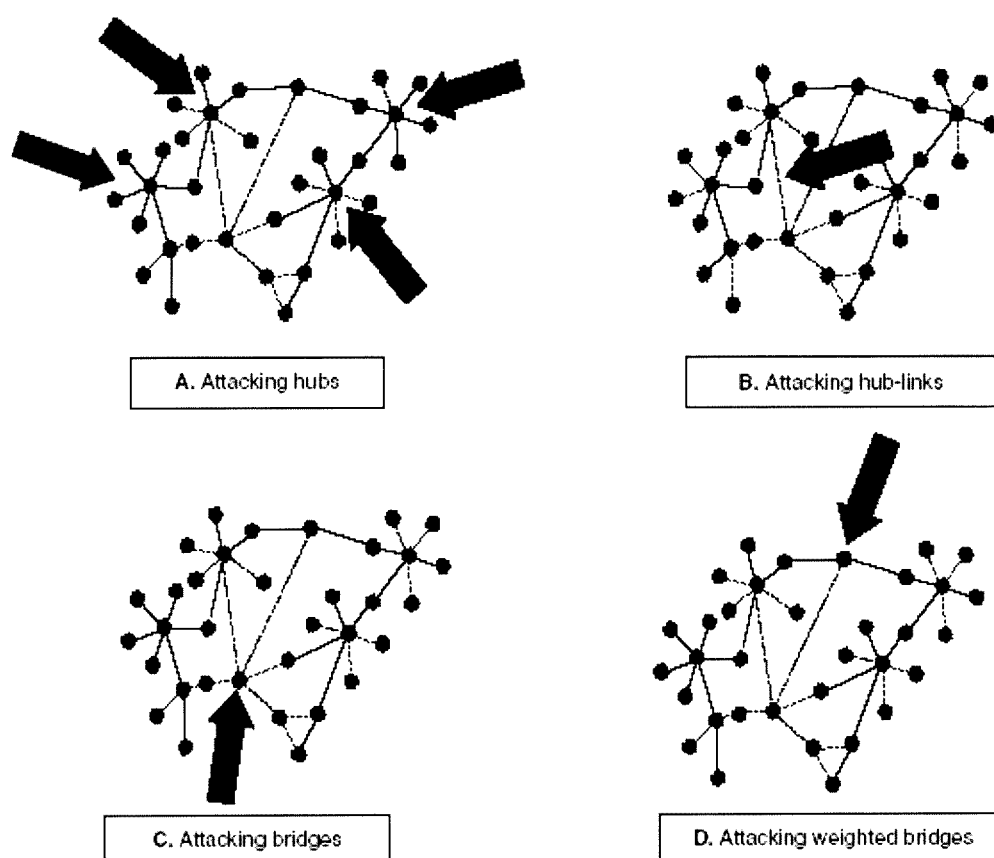 A. Attacking hubs
B. Attacking hub-links
C. Attacking bridges
D. Attacking weighted bridges